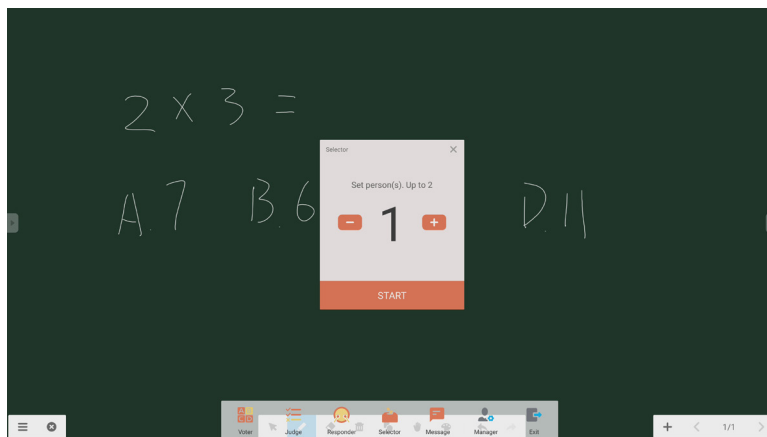 2 × 3 =
Selector
Set person(s). Up to 2
1
START
A.7 B.6 D.11
Voter Judge Responder Selector Message Manager Exit
1/1